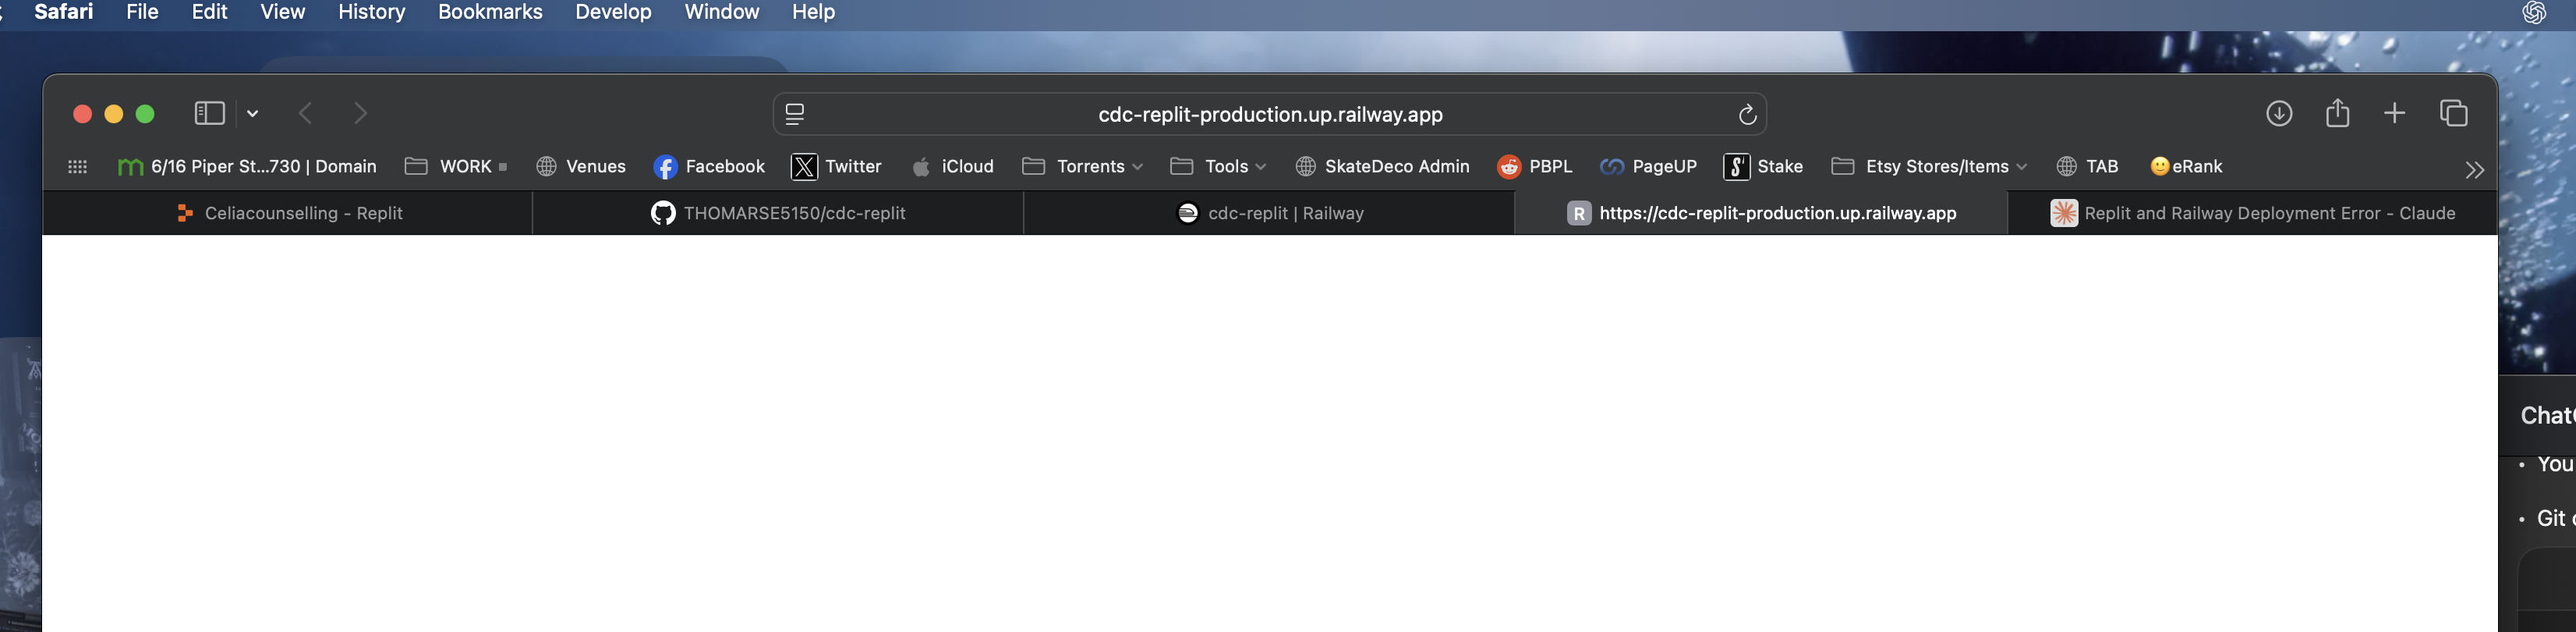 Safari File Edit View History Bookmarks Develop Window Help
cdc-replit-production.up.railway.app
6/16 Piper St...730 | Domain WORK Venues Facebook Twitter iCloud Torrents Tools SkateDeco Admin PBPL PageUP Stake Etsy Stores/Items TAB eRank
Celiacounselling - Replit THOMARSE5150/cdc-replit cdc-replit | Railway R https://cdc-replit-production.up.railway.app Replit and Railway Deployment Error - Claude
• You
• Git